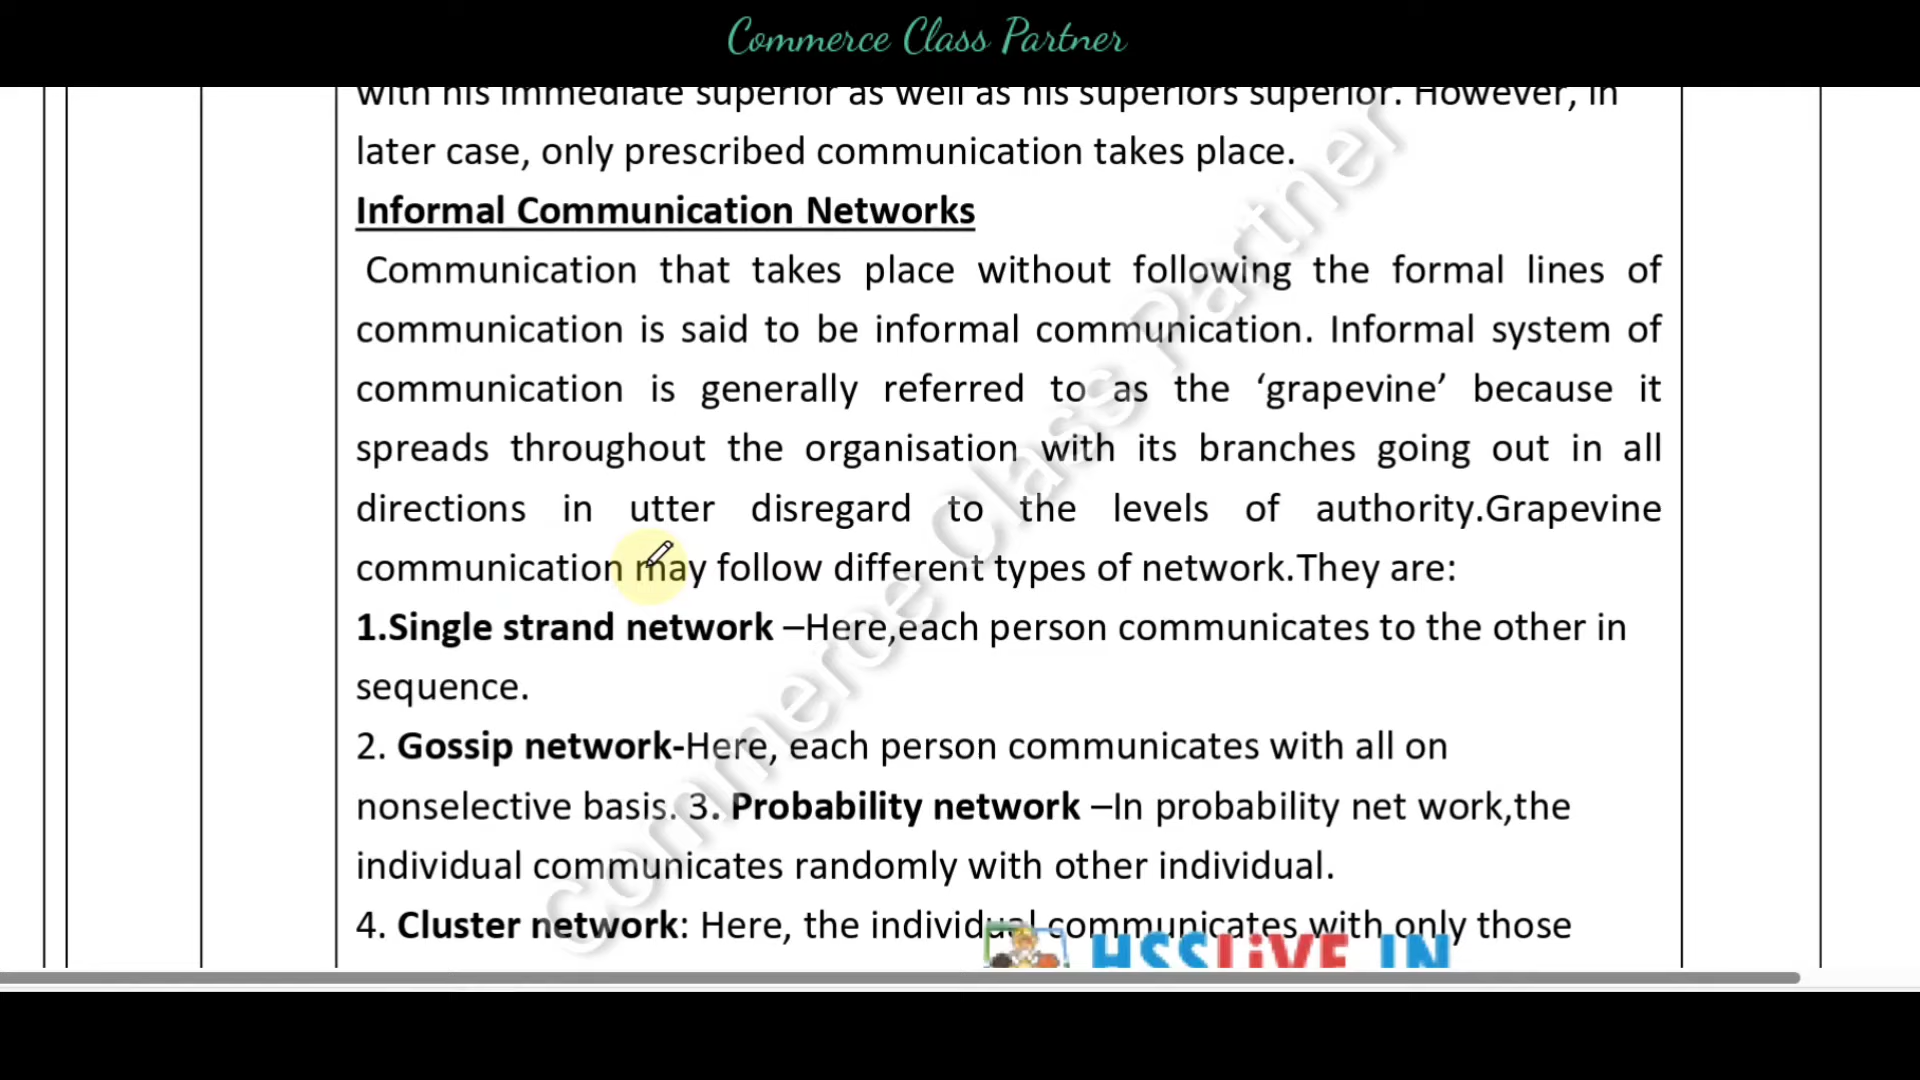 Commerce Class Partner
with his immediate superior as well as his superiors superior. However, in
later case, only prescribed communication takes place.
Informal Communication Networks
Communication that takes place without following the formal lines of
communication is said to be informal communication. Informal system of
communication is generally referred to as the ‘grapevine’ because it
spreads throughout the organisation with its branches going out in all
directions in utter disregard to the levels of authority.Grapevine
communication may follow different types of network.They are:
1.Single strand network –Here,each person communicates to the other in
sequence.
2. Gossip network-Here, each person communicates with all on
nonselective basis. 3. Probability network –In probability net work,the
individual communicates randomly with other individual.
4. Cluster network: Here, the individual communicates with only those
HSSLiVE.IN
Commerce Class Partner